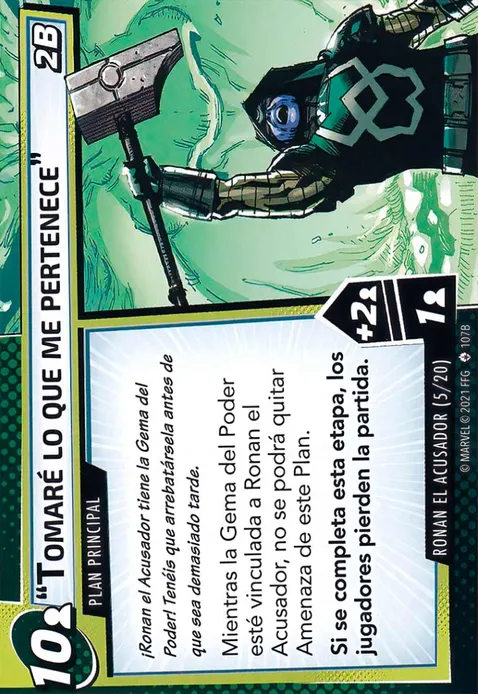 10 "TOMARÉ LO QUE ME PERTENECE" 2B
PLAN PRINCIPAL
¡Ronan el Acusador tiene la Gema del
Poder! Tenéis que arrebatársela antes de
que sea demasiado tarde.
Mientras la Gema del Poder
esté vinculada a Ronan el
Acusador, no se podrá quitar
Amenaza de este Plan.
Si se completa esta etapa, los
jugadores pierden la partida.
+2
1
RONAN EL ACUSADOR (5/20)
© MARVEL © 2021 FFG 107B